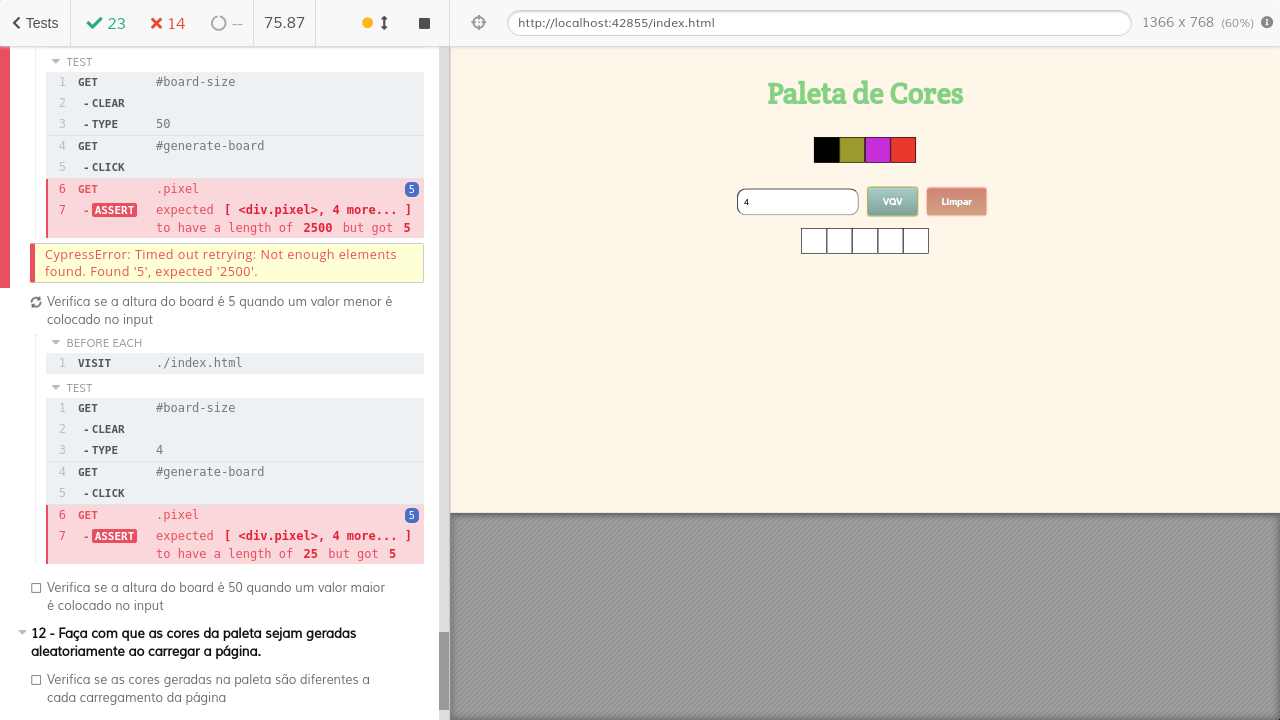 Tests 23 14 -- 75.87
http://localhost:42855/index.html 1366 x 768 (60%)
TEST
1 GET #board-size
2 -CLEAR
3 -TYPE 50
4 GET #generate-board
5 -CLICK
6 GET .pixel 5
7 -ASSERT expected [ <div.pixel>, 4 more... ]
to have a length of 2500 but got 5
CypressError: Timed out retrying: Not enough elements
found. Found '5', expected '2500'.
Verifica se a altura do board é 5 quando um valor menor é
colocado no input
BEFORE EACH
1 VISIT ./index.html
TEST
1 GET #board-size
2 -CLEAR
3 -TYPE 4
4 GET #generate-board
5 -CLICK
6 GET .pixel 5
7 -ASSERT expected [ <div.pixel>, 4 more... ]
to have a length of 25 but got 5
Verifica se a altura do board é 50 quando um valor maior
é colocado no input
12 - Faça com que as cores da paleta sejam geradas
aleatoriamente ao carregar a página.
Verifica se as cores geradas na paleta são diferentes a
cada carregamento da página
Paleta de Cores
4 VQV Limpar